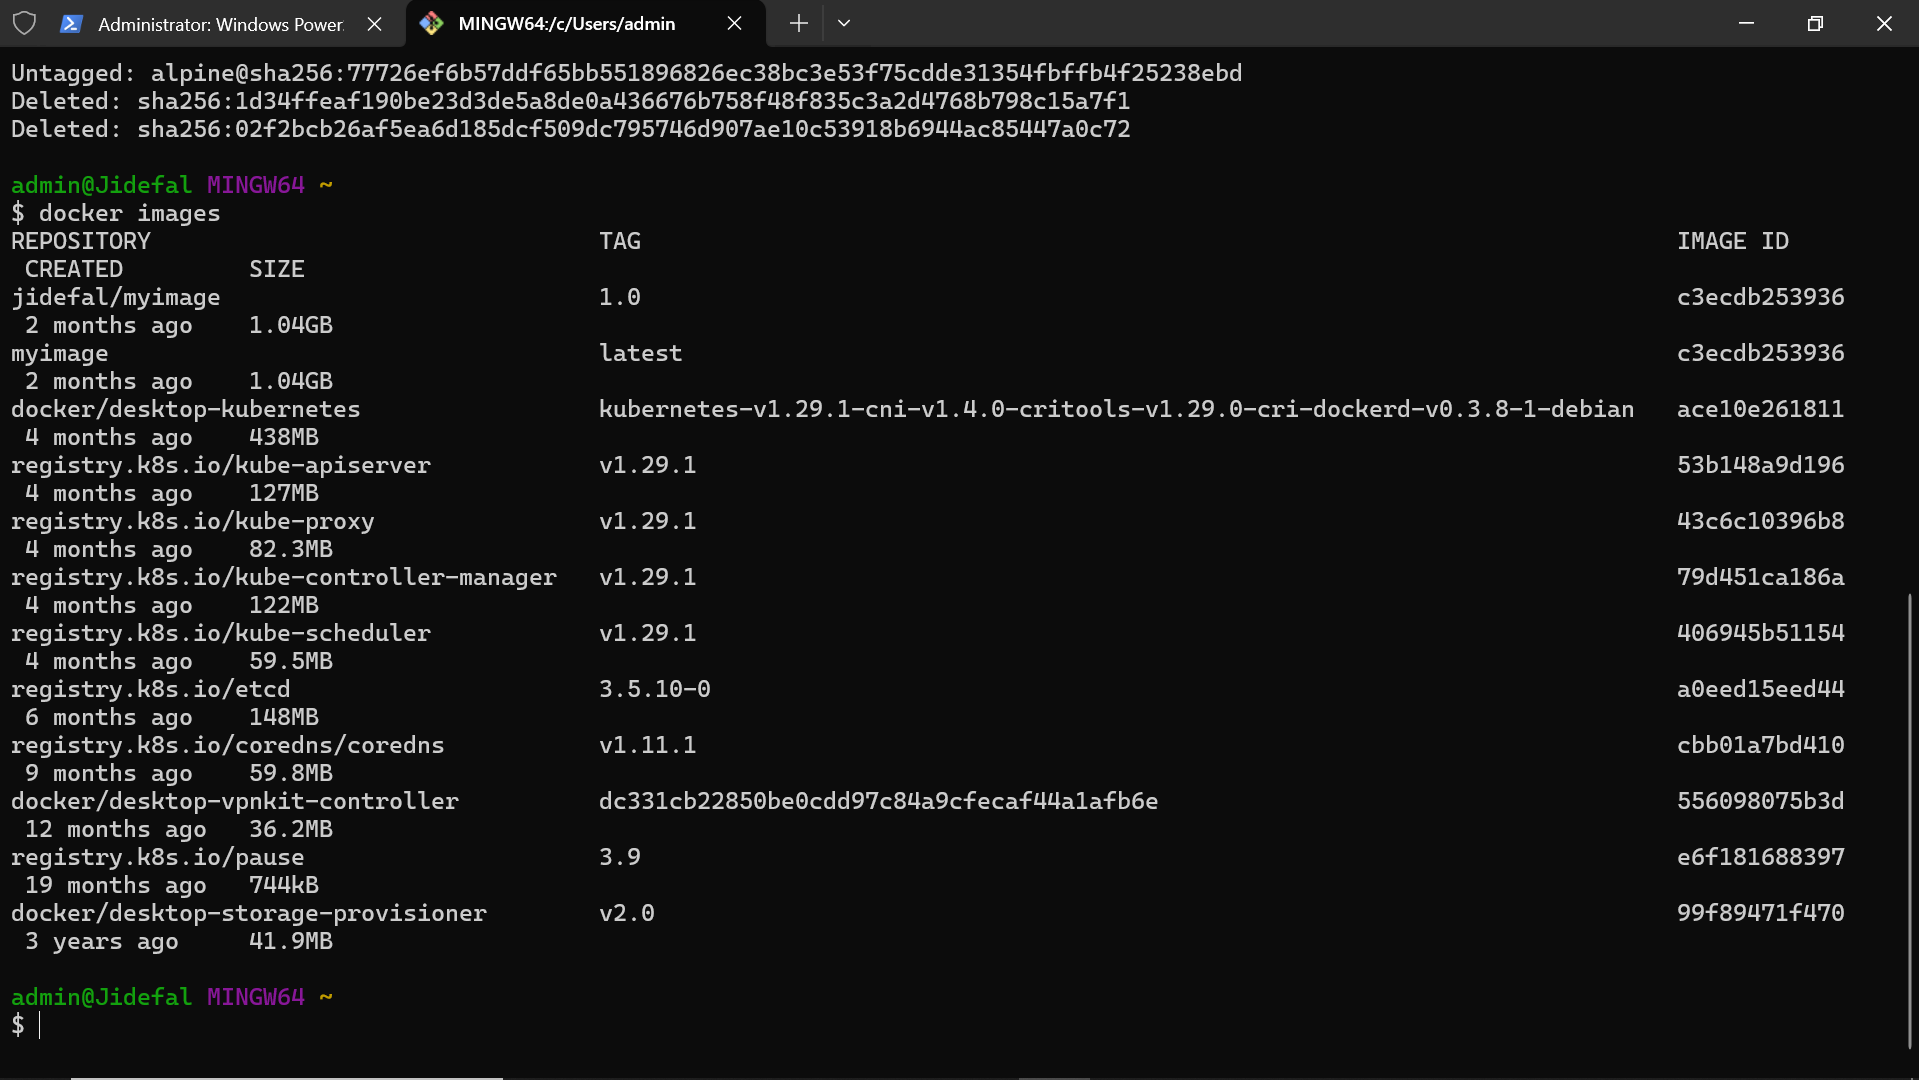 Administrator: Windows Power
MINGW64:/c/Users/admin
Untagged: alpine@sha256:77726ef6b57ddf65bb551896826ec38bc3e53f75cdde31354fbffb4f25238ebd
Deleted: sha256:1d34ffeaf190be23d3de5a8de0a436676b758f48f835c3a2d4768b798c15a7f1
Deleted: sha256:02f2bcb26af5ea6d185dcf509dc795746d907ae10c53918b6944ac85447a0c72
admin@Jidefal MINGW64 ~
$ docker images
REPOSITORY TAG IMAGE ID
CREATED SIZE
jidefal/myimage 1.0 c3ecdb253936
2 months ago 1.04GB
myimage latest c3ecdb253936
2 months ago 1.04GB
docker/desktop-kubernetes kubernetes-v1.29.1-cni-v1.4.0-critools-v1.29.0-cri-dockerd-v0.3.8-1-debian ace10e261811
4 months ago 438MB
registry.k8s.io/kube-apiserver v1.29.1 53b148a9d196
4 months ago 127MB
registry.k8s.io/kube-proxy v1.29.1 43c6c10396b8
4 months ago 82.3MB
registry.k8s.io/kube-controller-manager v1.29.1 79d451ca186a
4 months ago 122MB
registry.k8s.io/kube-scheduler v1.29.1 406945b51154
4 months ago 59.5MB
registry.k8s.io/etcd 3.5.10-0 a0eed15eed44
6 months ago 148MB
registry.k8s.io/coredns/coredns v1.11.1 cbb01a7bd410
9 months ago 59.8MB
docker/desktop-vpnkit-controller dc331cb22850be0cdd97c84a9cfecaf44a1afb6e 556098075b3d
12 months ago 36.2MB
registry.k8s.io/pause 3.9 e6f181688397
19 months ago 744kB
docker/desktop-storage-provisioner v2.0 99f89471f470
3 years ago 41.9MB
admin@Jidefal MINGW64 ~
$